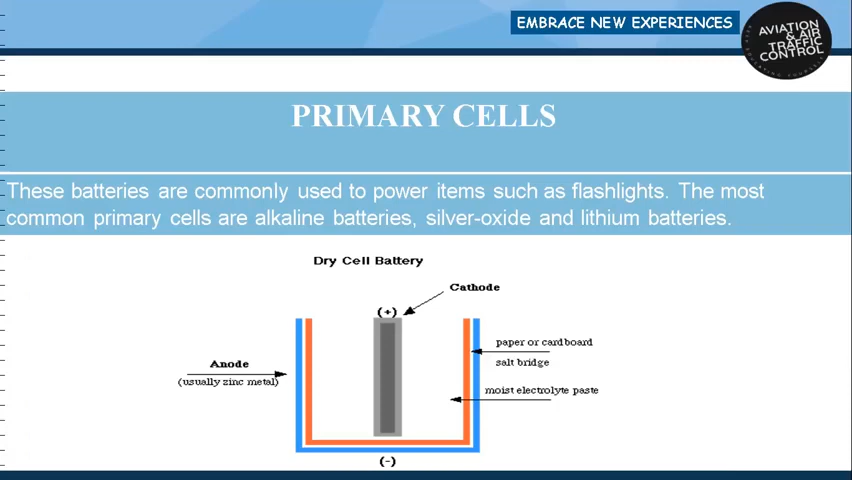 EMBRACE NEW EXPERIENCES
AVIATION
& AIR
TRAFFIC
CONTROL
PRIMARY CELLS
These batteries are commonly used to power items such as flashlights. The most
common primary cells are alkaline batteries, silver-oxide and lithium batteries.
Dry Cell Battery
Cathode
(+)
paper or cardboard
salt bridge
Anode
(usually zinc metal)
moist electrolyte paste
(-)